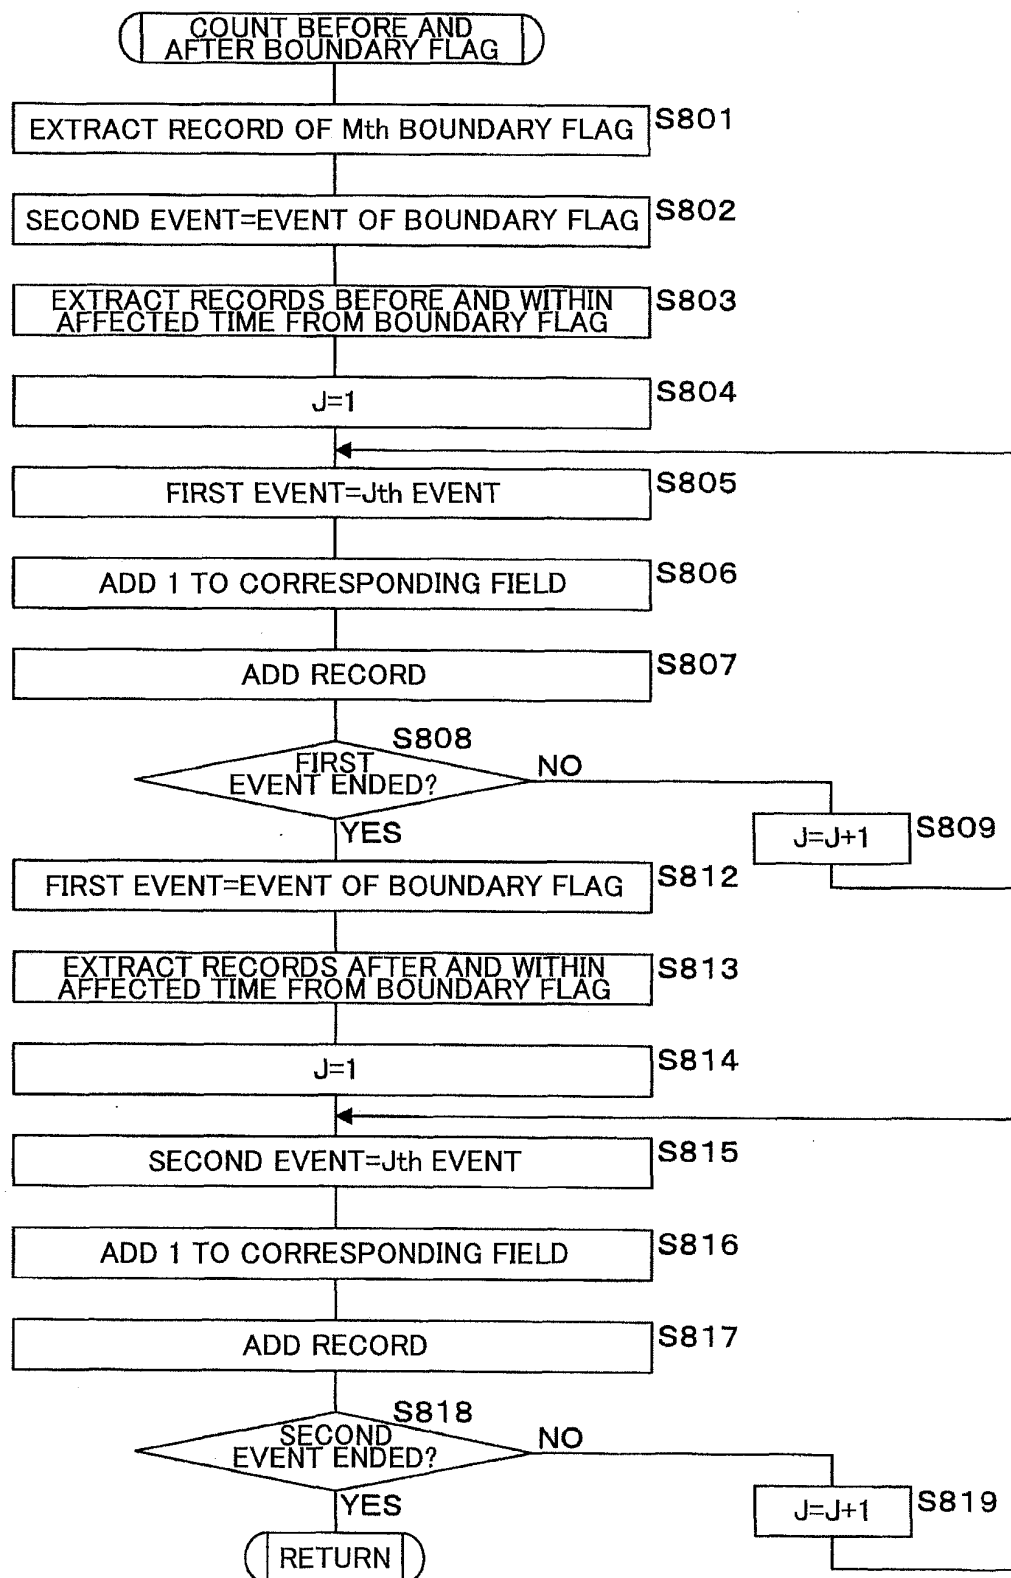 COUNT BEFORE AND
AFTER BOUNDARY FLAG
EXTRACT RECORD OF Mth BOUNDARY FLAG
S801
SECOND EVENT=EVENT OF BOUNDARY FLAG
S802
EXTRACT RECORDS BEFORE AND WITHIN
AFFECTED TIME FROM BOUNDARY FLAG
S803
J=1
S804
FIRST EVENT=Jth EVENT
S805
ADD 1 TO CORRESPONDING FIELD
S806
ADD RECORD
S807
S808
FIRST
EVENT ENDED?
NO
YES
J=J+1
S809
FIRST EVENT=EVENT OF BOUNDARY FLAG
S812
EXTRACT RECORDS AFTER AND WITHIN
AFFECTED TIME FROM BOUNDARY FLAG
S813
J=1
S814
SECOND EVENT=Jth EVENT
S815
ADD 1 TO CORRESPONDING FIELD
S816
ADD RECORD
S817
S818
SECOND
EVENT ENDED?
NO
YES
J=J+1
S819
RETURN